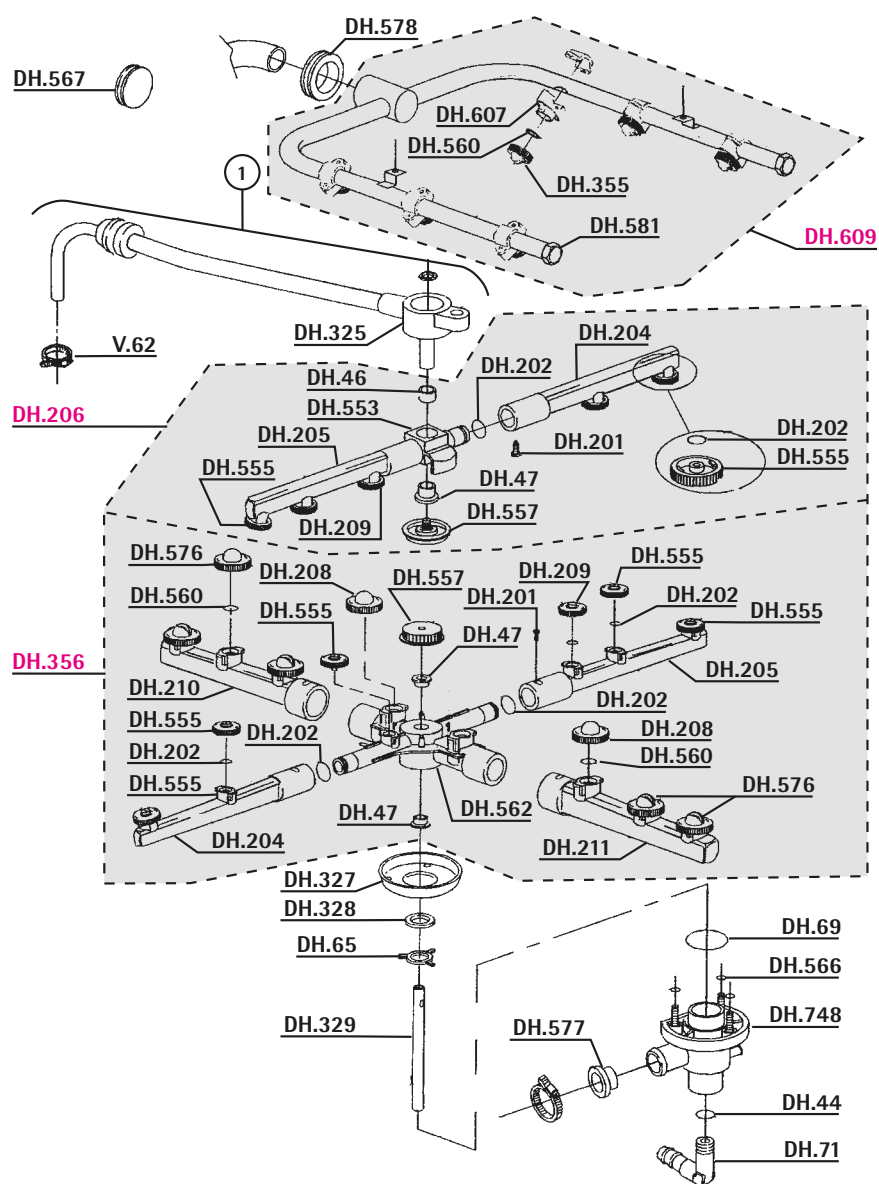 DH.578
DH.567
DH.607
DH.560
DH.355
1
DH.581
DH.609
DH.325
V.62
DH.204
DH.202
DH.46
DH.206
DH.553
DH.205
DH.201
DH.202
DH.555
DH.555
DH.47
DH.209
DH.557
DH.576
DH.208
DH.557
DH.209
DH.555
DH.560
DH.555
DH.201
DH.202
DH.555
DH.47
DH.356
DH.205
DH.210
DH.202
DH.555
DH.202
DH.208
DH.202
DH.560
DH.555
DH.562
DH.576
DH.47
DH.204
DH.211
DH.327
DH.328
DH.69
DH.65
DH.566
DH.329
DH.577
DH.748
DH.44
DH.71